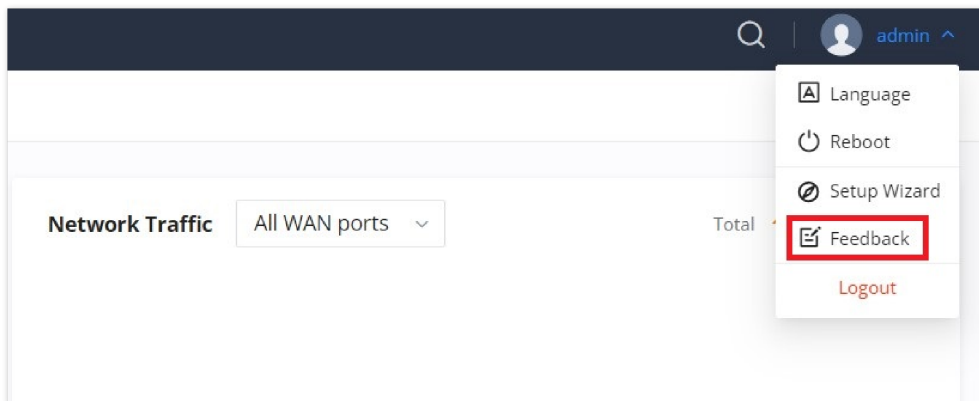 admin
Language
Reboot
Setup Wizard
Network Traffic
All WAN ports
Total
Feedback
Logout